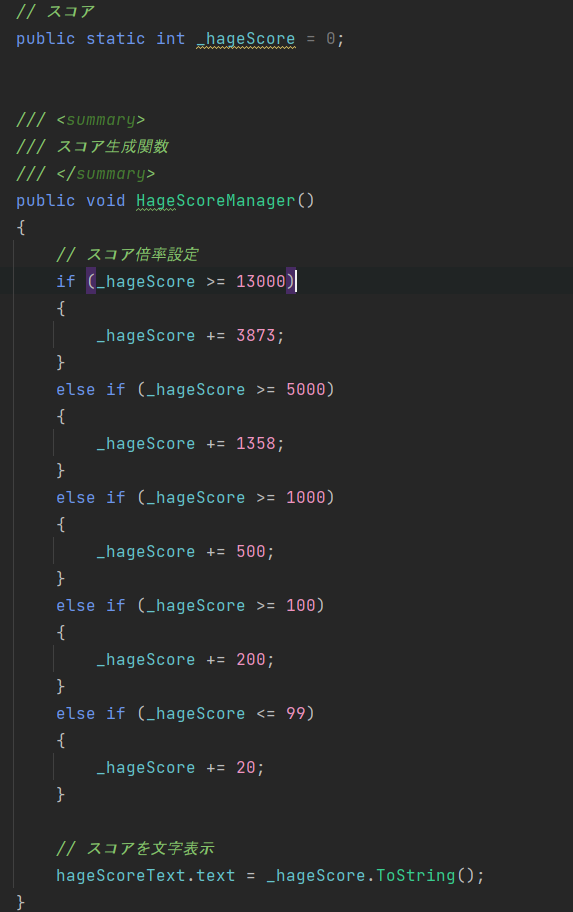 // スコア
public static int _hageScore = 0;
/// <summary>
/// スコア生成関数
/// </summary>
public void HageScoreManager()
{
    // スコア倍率設定
    if (_hageScore >= 13000)
    {
        _hageScore += 3873;
    }
    else if (_hageScore >= 5000)
    {
        _hageScore += 1358;
    }
    else if (_hageScore >= 1000)
    {
        _hageScore += 500;
    }
    else if (_hageScore >= 100)
    {
        _hageScore += 200;
    }
    else if (_hageScore <= 99)
    {
        _hageScore += 20;
    }
    // スコアを文字表示
    hageScoreText.text = _hageScore.ToString();
}